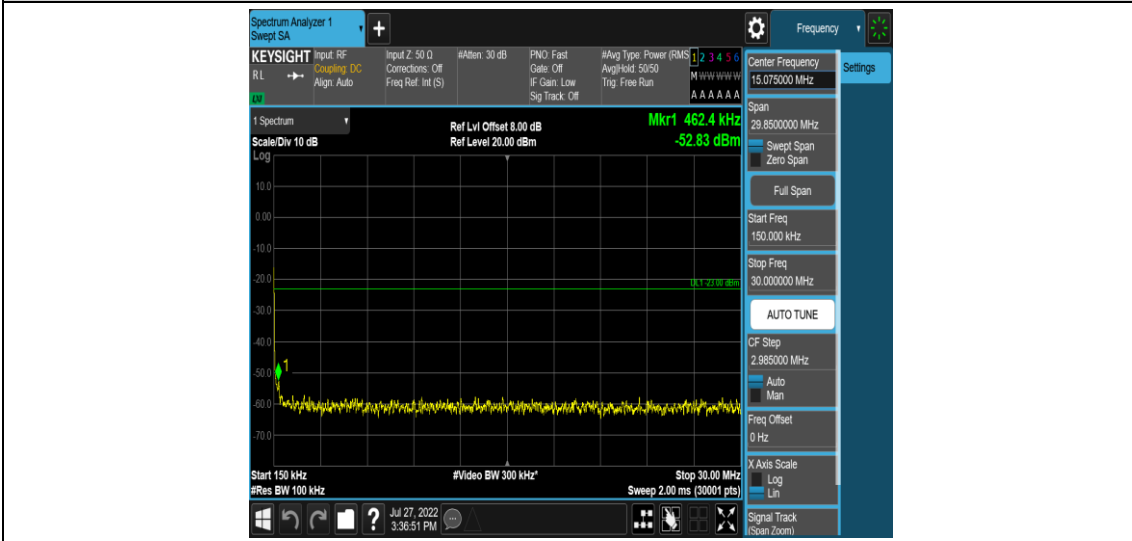 Spectrum Analyzer 1
Swept SA
+
Frequency
KEYSIGHT
RL
Input: RF
Coupling: DC
Align: Auto
Input Z: 50 Ω
Corrections: Off
Freq Ref: Int (S)
#Atten: 30 dB
PNO: Fast
Gate: Off
IF Gain: Low
Sig Track: Off
#Avg Type: Power (RMS
Avg|Hold: 50/50
Trig: Free Run
1 2 3 4 5 6
M W W W W W
A A A A A A
1 Spectrum
Scale/Div 10 dB
Log
Ref Lvl Offset 8.00 dB
Ref Level 20.00 dBm
Mkr1 462.4 kHz
-52.83 dBm
10.0
0.00
-10.0
-20.0
DL1 -23.00 dBm
-30.0
-40.0
-50.0
1
-60.0
-70.0
Start 150 kHz
#Res BW 100 kHz
#Video BW 300 kHz*
Stop 30.00 MHz
Sweep 2.00 ms (30001 pts)
?
Jul 27, 2022
3:36:51 PM
Center Frequency
15.075000 MHz
Span
29.8500000 MHz
Swept Span
Zero Span
Full Span
Start Freq
150.000 kHz
Stop Freq
30.000000 MHz
AUTO TUNE
CF Step
2.985000 MHz
Auto
Man
Freq Offset
0 Hz
X Axis Scale
Log
Lin
Signal Track
(Span Zoom)
Settings